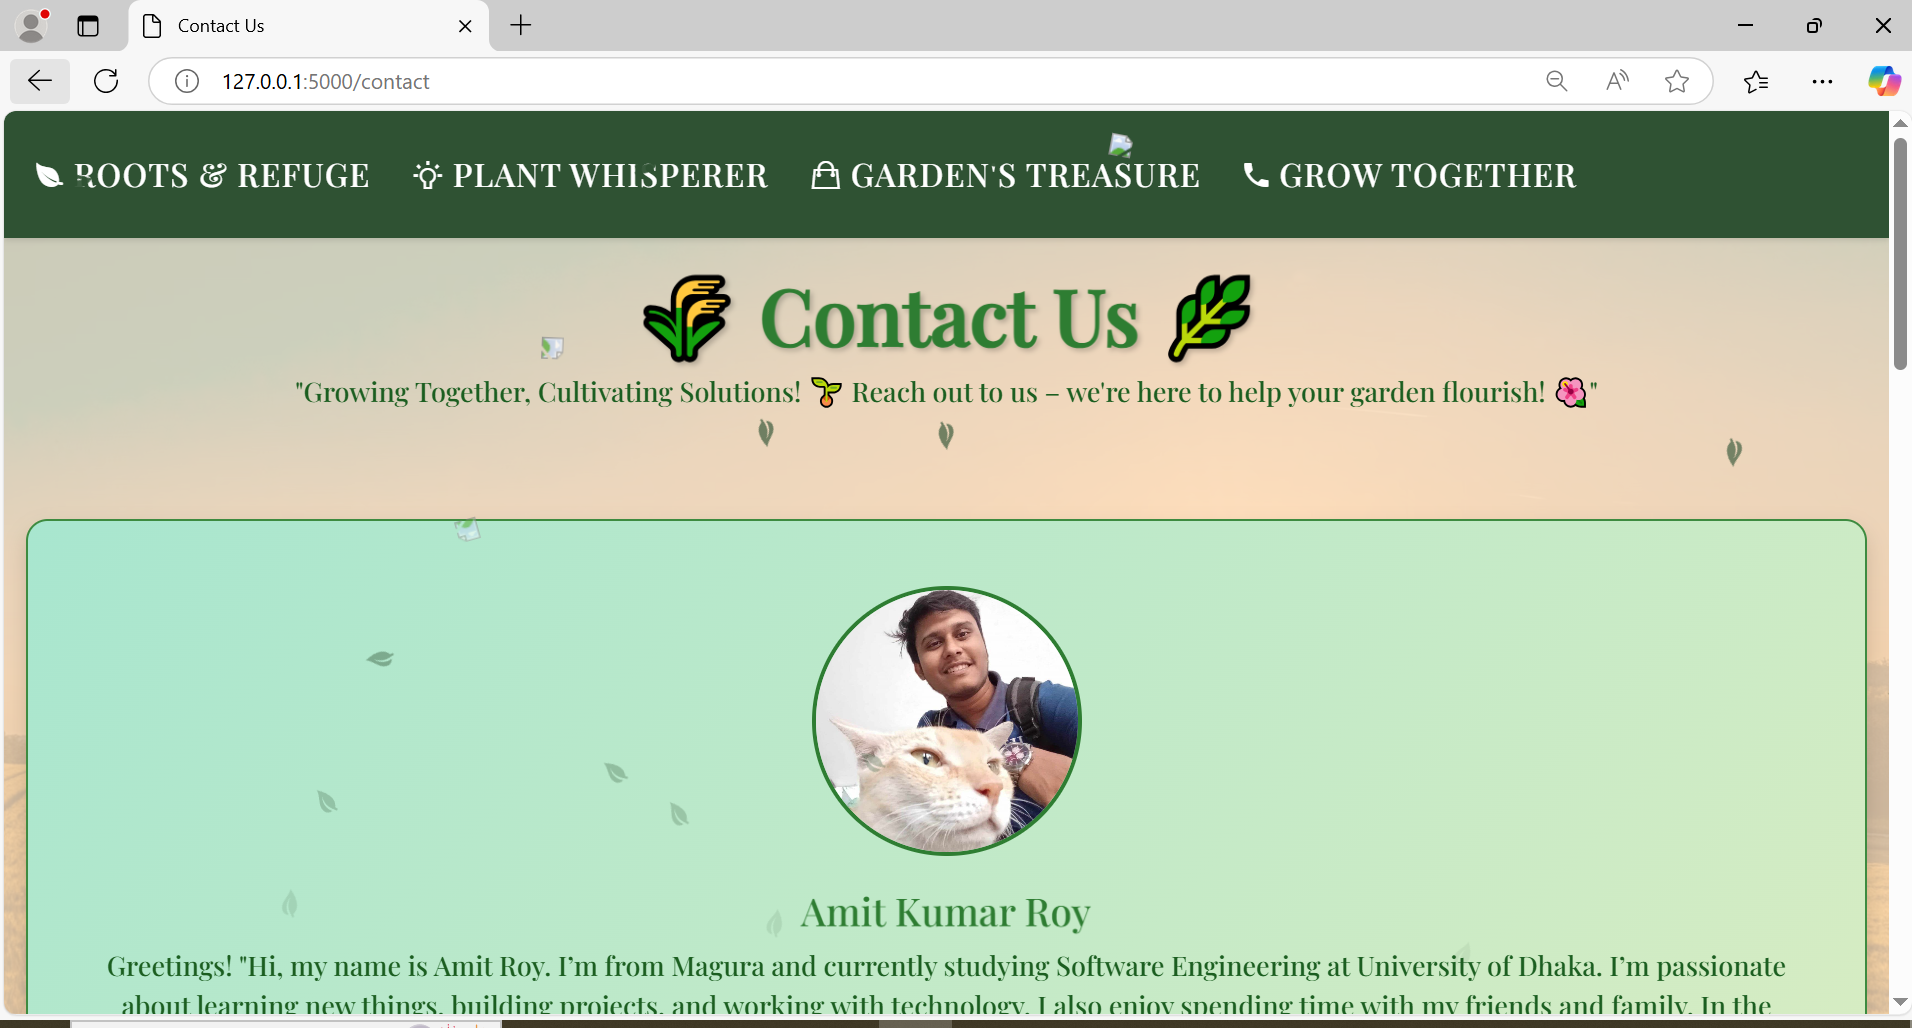 Contact Us
127.0.0.1:5000/contact
ROOTS & REFUGE PLANT WHISPERER GARDEN'S TREASURE GROW TOGETHER
🌾 Contact Us 🌿
"Growing Together, Cultivating Solutions! 🌱 Reach out to us – we're here to help your garden flourish! 🌺"
Amit Kumar Roy
Greetings! "Hi, my name is Amit Roy. I’m from Magura and currently studying Software Engineering at University of Dhaka. I’m passionate
about learning new things, building projects, and working with technology. I also enjoy spending time with my friends and family. In the